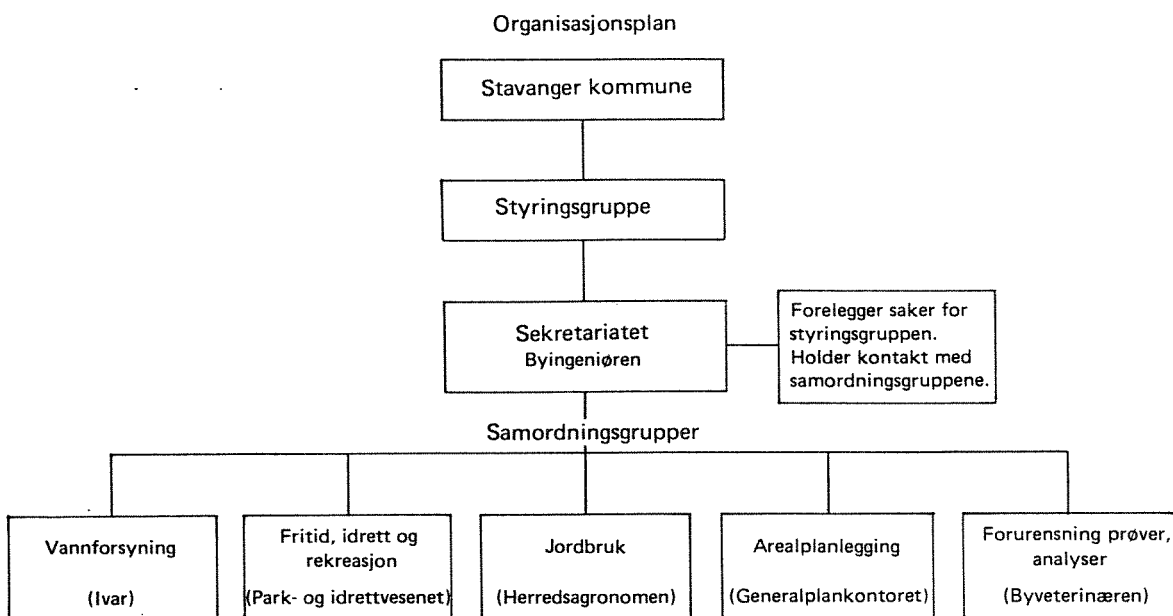 Organisasjonsplan
Stavanger kommune
Styringsgruppe
Sekretariatet
Byingeniøren
Forelegger saker for
styringsgruppen.
Holder kontakt med
samordningsgruppene.
Samordningsgrupper
Vannforsyning
(Ivar)
Fritid, idrett og
rekreasjon
(Park- og idrettvesenet)
Jordbruk
(Herredsagronomen)
Arealplanlegging
(Generalplankontoret)
Forurensning prøver,
analyser
(Byveterinæren)